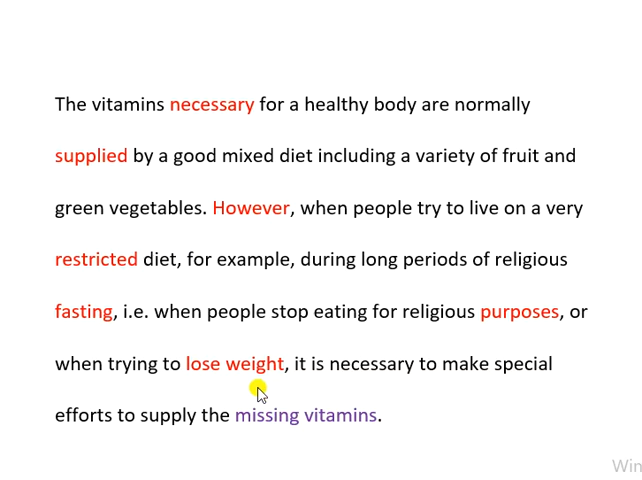 The vitamins necessary for a healthy body are normally
supplied by a good mixed diet including a variety of fruit and
green vegetables. However, when people try to live on a very
restricted diet, for example, during long periods of religious
fasting, i.e. when people stop eating for religious purposes, or
when trying to lose weight, it is necessary to make special
efforts to supply the missing vitamins.
Win